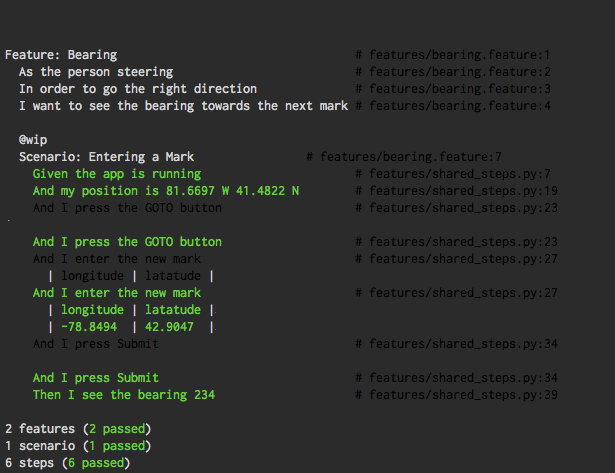 Feature: Bearing # features/bearing.feature:1
As the person steering # features/bearing.feature:2
In order to go the right direction # features/bearing.feature:3
I want to see the bearing towards the next mark # features/bearing.feature:4
@wip
Scenario: Entering a Mark # features/bearing.feature:7
Given the app is running # features/shared_steps.py:7
And my position is 81.6697 W 41.4822 N # features/shared_steps.py:19
And I press the GOTO button # features/shared_steps.py:23
And I press the GOTO button # features/shared_steps.py:23
And I enter the new mark # features/shared_steps.py:27
| longitude | latatude |
And I enter the new mark # features/shared_steps.py:27
| longitude | latatude |
| -78.8494 | 42.9047 |
And I press Submit # features/shared_steps.py:34
And I press Submit # features/shared_steps.py:34
Then I see the bearing 234 # features/shared_steps.py:39
2 features (2 passed)
1 scenario (1 passed)
6 steps (6 passed)